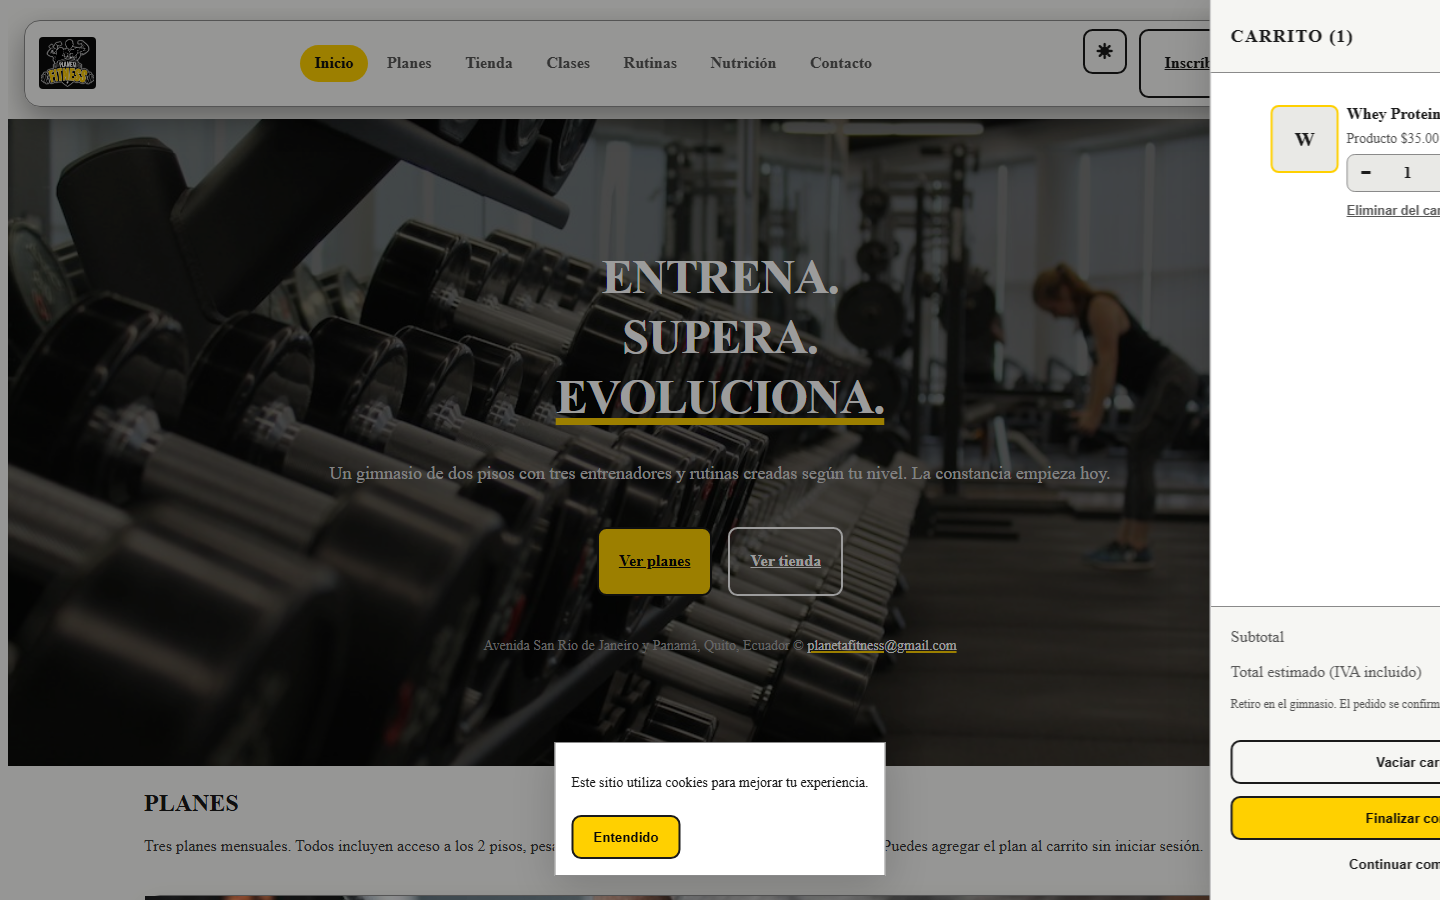 PLANETA
FITNESS
Inicio
Planes
Tienda
Clases
Rutinas
Nutrición
Contacto
Inscríb
ENTRENA.
SUPERA.
EVOLUCIONA.
Un gimnasio de dos pisos con tres entrenadores y rutinas creadas según tu nivel. La constancia empieza hoy.
Ver planes
Ver tienda
Avenida San Río de Janeiro y Panamá, Quito, Ecuador © planetafitness@gmail.com
PLANES
Tres planes mensuales. Todos incluyen acceso a los 2 pisos, pesa
Puedes agregar el plan al carrito sin iniciar sesión.
Este sitio utiliza cookies para mejorar tu experiencia.
Entendido
CARRITO (1)
W
Whey Protein
Producto $35.00
- 1
Eliminar del car
Subtotal
Total estimado (IVA incluido)
Retiro en el gimnasio. El pedido se confirm
Vaciar car
Finalizar co
Continuar com